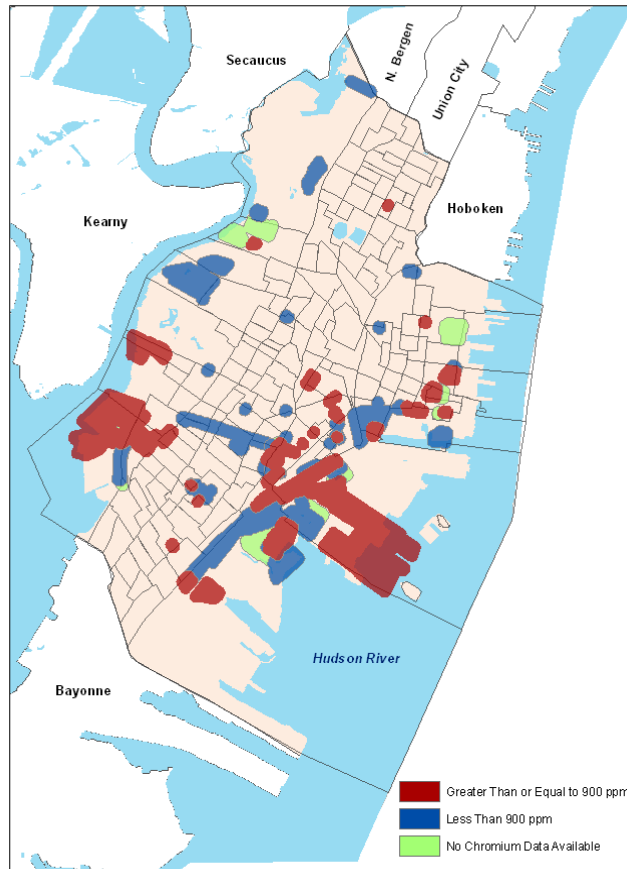 Secaucus
N. Bergen
Union City
Kearny
Hoboken
Hudson River
Bayonne
Greater Than or Equal to 900 ppm
Less Than 900 ppm
No Chromium Data Available